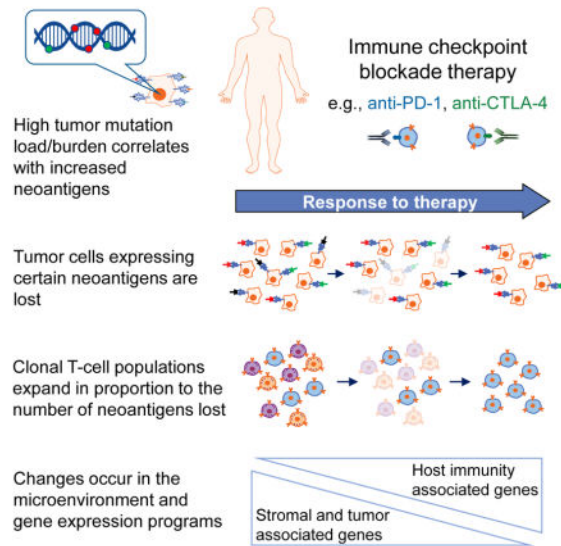 Immune checkpoint
blockade therapy
e.g., anti-PD-1, anti-CTLA-4
High tumor mutation
load/burden correlates
with increased
neoantigens
Response to therapy
Tumor cells expressing
certain neoantigens are
lost
Clonal T-cell populations
expand in proportion to the
number of neoantigens lost
Changes occur in the
microenvironment and
gene expression programs
Host immunity
associated genes
Stromal and tumor
associated genes